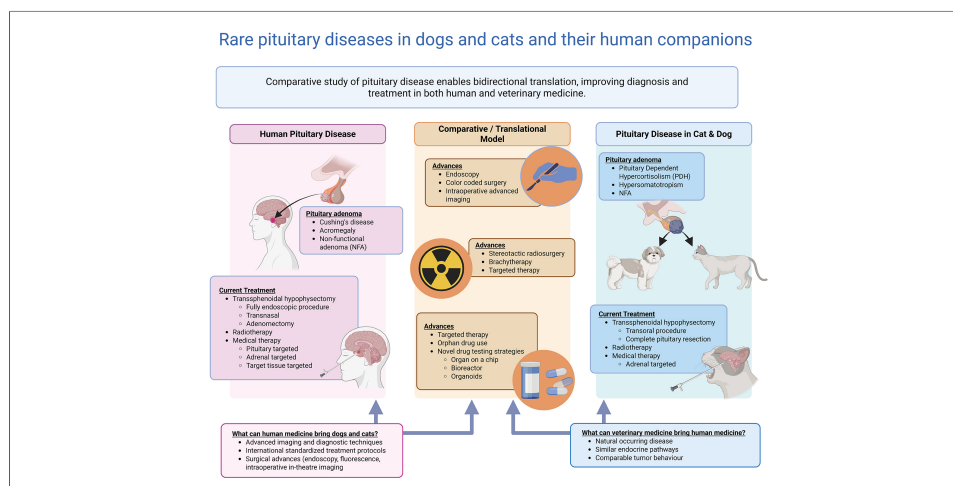 Rare pituitary diseases in dogs and cats and their human companions
Comparative study of pituitary disease enables bidirectional translation, improving diagnosis and
treatment in both human and veterinary medicine.
Human Pituitary Disease
Pituitary adenoma
• Cushing's disease
• Acromegaly
• Non-functional
adenoma (NFA)
Current Treatment
• Transsphenoidal hypophysectomy
○ Fully endoscopic procedure
○ Transnasal
○ Adenomectomy
• Radiotherapy
• Medical therapy
○ Pituitary targeted
○ Adrenal targeted
○ Target tissue targeted
Comparative / Translational
Model
Advances
• Endoscopy
• Color coded surgery
• Intraoperative advanced
imaging
Advances
• Stereotactic radiosurgery
• Brachytherapy
• Targeted therapy
Advances
• Targeted therapy
• Orphan drug use
• Novel drug testing strategies
○ Organ on a chip
○ Bioreactor
○ Organoids
Pituitary Disease in Cat & Dog
Pituitary adenoma
• Pituitary Dependent
Hypercortisolism (PDH)
• Hypersomatotropism
• NFA
Current Treatment
• Transsphenoidal hypophysectomy
○ Transoral procedure
○ Complete pituitary resection
• Radiotherapy
• Medical therapy
○ Adrenal targeted
What can human medicine bring dogs and cats?
• Advanced imaging and diagnostic techniques
• International standardized treatment protocols
• Surgical advances (endoscopy, fluorescence,
intraoperative in-theatre imaging
What can veterinary medicine bring human medicine?
• Natural occurring disease
• Similar endocrine pathways
• Comparable tumor behaviour